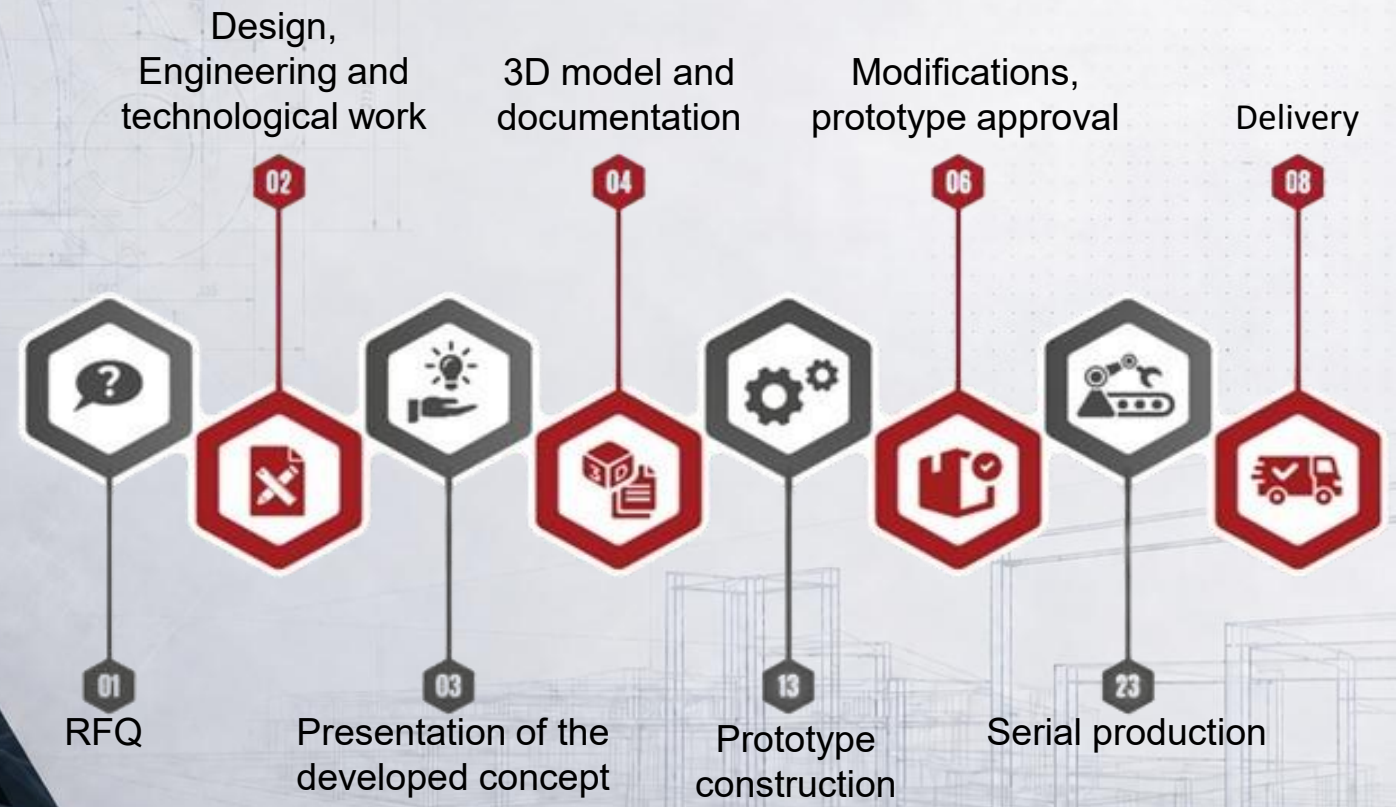 Design,
Engineering and
technological work
3D model and
documentation
Modifications,
prototype approval
Delivery
02
04
06
08
?
3D
01
03
13
23
RFQ
Presentation of the
developed concept
Prototype
construction
Serial production